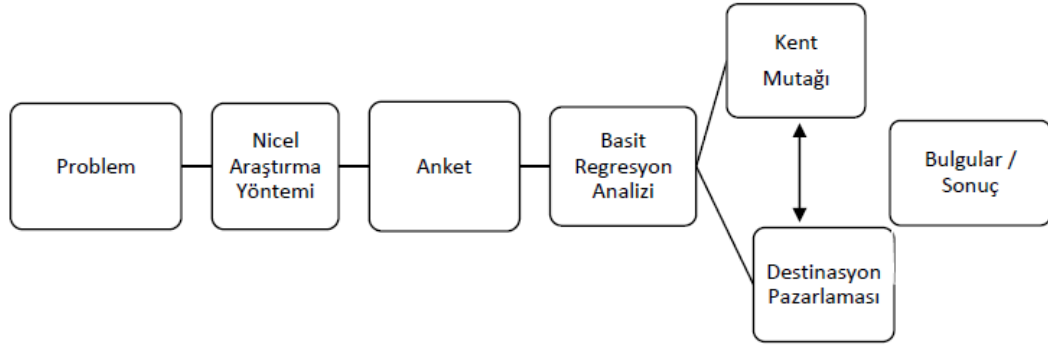 Problem
Nicel
Araştırma
Yöntemi
Anket
Basit
Regresyon
Analizi
Kent
Mutağı
Destinasyon
Pazarlaması
Bulgular /
Sonuç